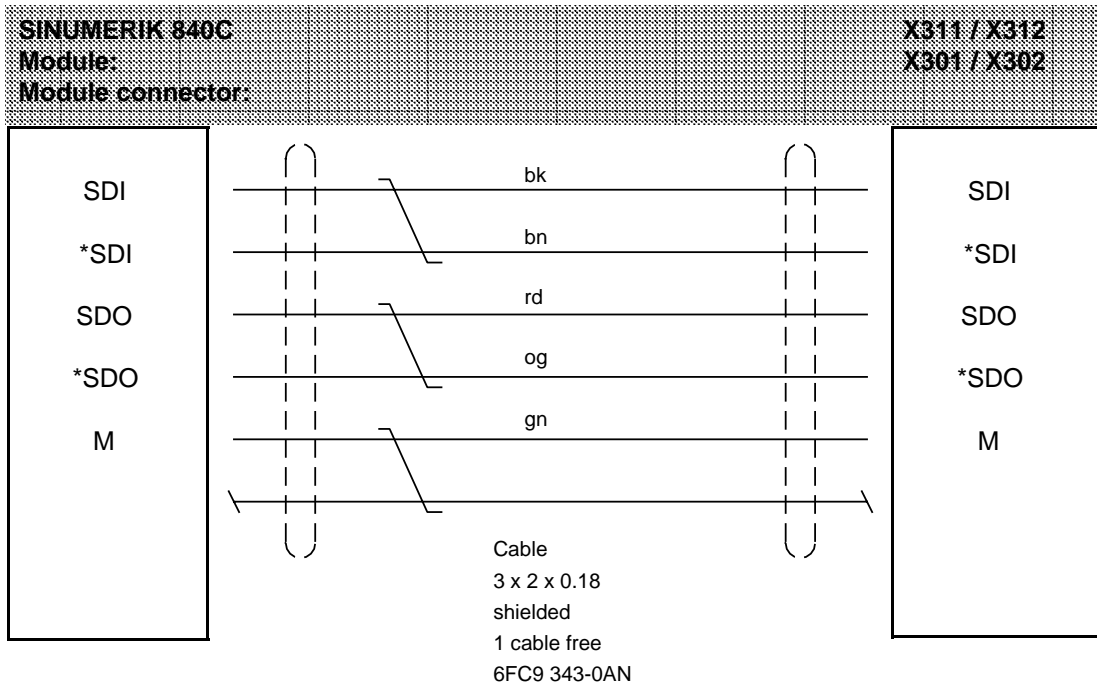 SINUMERIK 840C X311 / X312
Module: X301 / X302
Module connector:
bk
SDI SDI
bn
*SDI *SDI
rd
SDO SDO
og
*SDO *SDO
gn
M M
Cable
3 x 2 x 0.18
shielded
1 cable free
6FC9 343-0AN